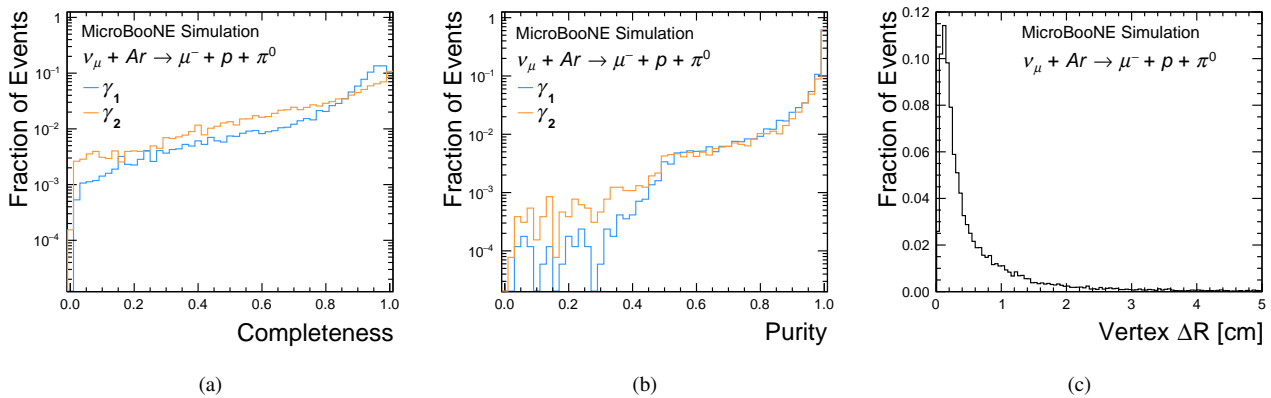 MicroBooNE Simulation
νμ + Ar → μ⁻ + p + π⁰
γ1
γ2
Fraction of Events
1
10⁻¹
10⁻²
10⁻³
10⁻⁴
0.0 0.2 0.4 0.6 0.8 1.0
Completeness
(a)
MicroBooNE Simulation
νμ + Ar → μ⁻ + p + π⁰
γ1
γ2
Fraction of Events
1
10⁻¹
10⁻²
10⁻³
10⁻⁴
0.0 0.2 0.4 0.6 0.8 1.0
Purity
(b)
MicroBooNE Simulation
νμ + Ar → μ⁻ + p + π⁰
Fraction of Events
0.12
0.10
0.08
0.06
0.04
0.02
0.00
0 1 2 3 4 5
Vertex ΔR [cm]
(c)